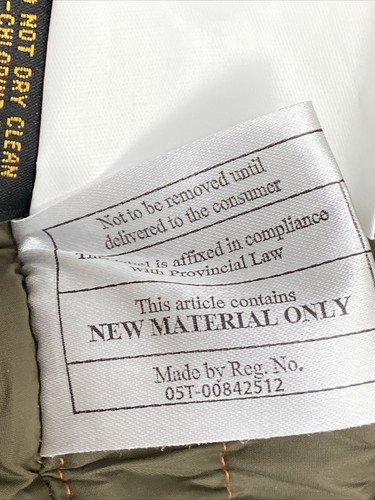 NOT DRY CLEAN
Not to be removed until
delivered to the consumer
is affixed in compliance
with Provincial Law
This article contains
NEW MATERIAL ONLY
Made by Reg. No.
05T-00842512